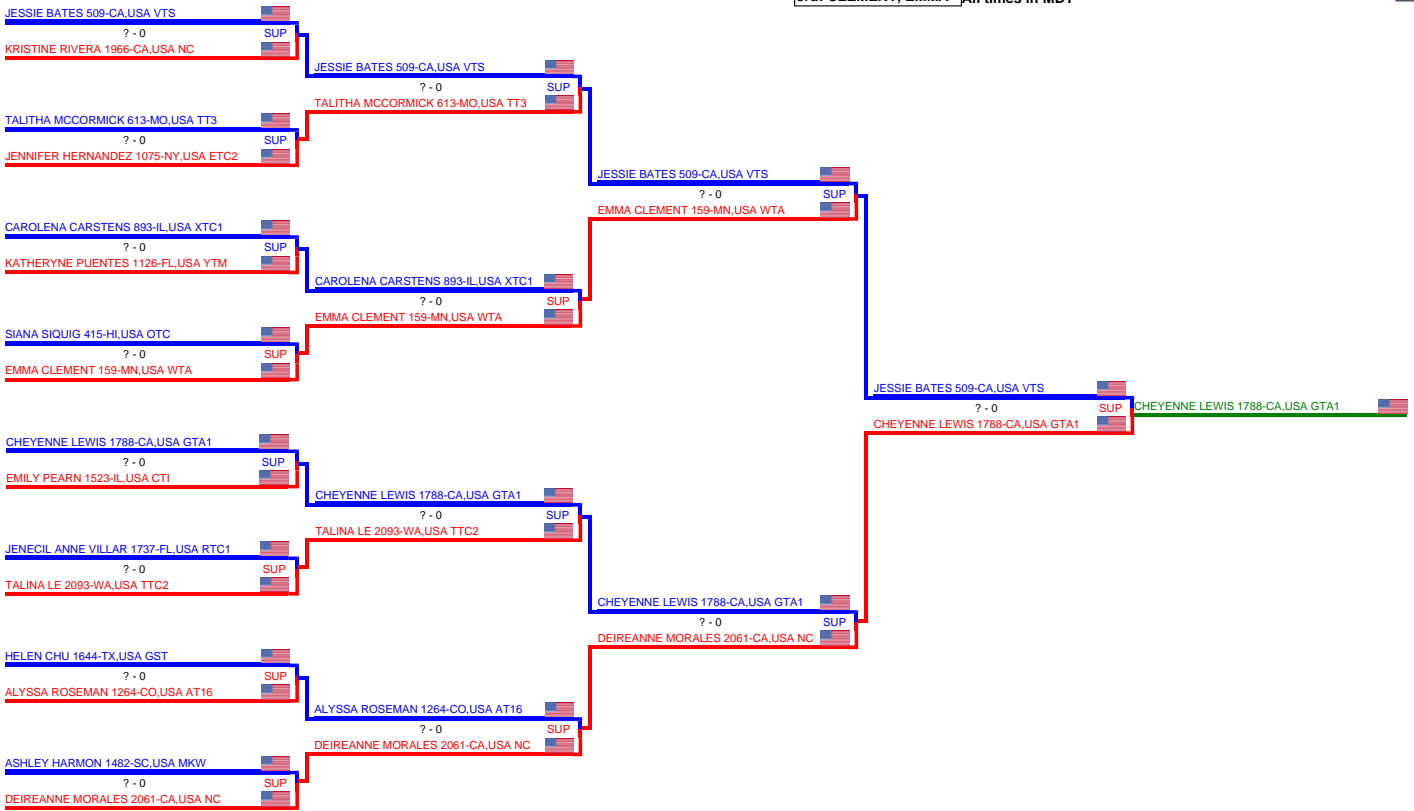 3rd: CLEMENT, EMMA
All times in MDT
JESSIE BATES 509-CA,USA VTS
? - 0
SUP
KRISTINE RIVERA 1966-CA,USA NC
TALITHA MCCORMICK 613-MO,USA TT3
? - 0
SUP
JENNIFER HERNANDEZ 1075-NY,USA ETC2
CAROLENA CARSTENS 893-IL,USA XTC1
? - 0
SUP
KATHERYNE PUENTES 1126-FL,USA YTM
SIANA SIQUIG 415-HI,USA OTC
? - 0
SUP
EMMA CLEMENT 159-MN,USA WTA
CHEYENNE LEWIS 1788-CA,USA GTA1
? - 0
SUP
EMILY PEARN 1523-IL,USA CTI
JENECIL ANNE VILLAR 1737-FL,USA RTC1
? - 0
SUP
TALINA LE 2093-WA,USA TTC2
HELEN CHU 1644-TX,USA GST
? - 0
SUP
ALYSSA ROSEMAN 1264-CO,USA AT16
ASHLEY HARMON 1482-SC,USA MKW
? - 0
SUP
DEIREANNE MORALES 2061-CA,USA NC
JESSIE BATES 509-CA,USA VTS
? - 0
SUP
TALITHA MCCORMICK 613-MO,USA TT3
CAROLENA CARSTENS 893-IL,USA XTC1
? - 0
SUP
EMMA CLEMENT 159-MN,USA WTA
CHEYENNE LEWIS 1788-CA,USA GTA1
? - 0
SUP
TALINA LE 2093-WA,USA TTC2
ALYSSA ROSEMAN 1264-CO,USA AT16
? - 0
SUP
DEIREANNE MORALES 2061-CA,USA NC
JESSIE BATES 509-CA,USA VTS
? - 0
SUP
EMMA CLEMENT 159-MN,USA WTA
CHEYENNE LEWIS 1788-CA,USA GTA1
? - 0
SUP
DEIREANNE MORALES 2061-CA,USA NC
JESSIE BATES 509-CA,USA VTS
? - 0
SUP
CHEYENNE LEWIS 1788-CA,USA GTA1
CHEYENNE LEWIS 1788-CA,USA GTA1